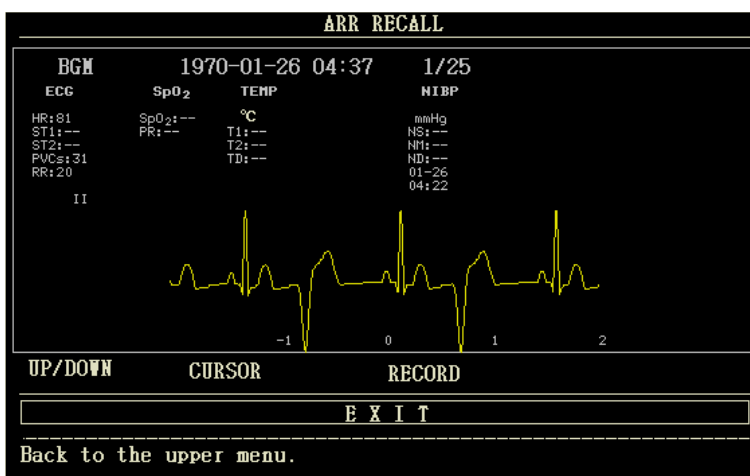 ARR RECALL
BGM 1970-01-26 04:37 1/25
ECG SpO2 TEMP NIBP
HR:81 SpO2:-- °C mmHg
ST1:-- PR:-- T1:-- NS:--
ST2:-- T2:-- NM:--
PVCs:31 TD:-- ND:--
RR:20 01-26
04:22
II
-1 0 1 2
UP/DOWN CURSOR RECORD
E X I T
Back to the upper menu.